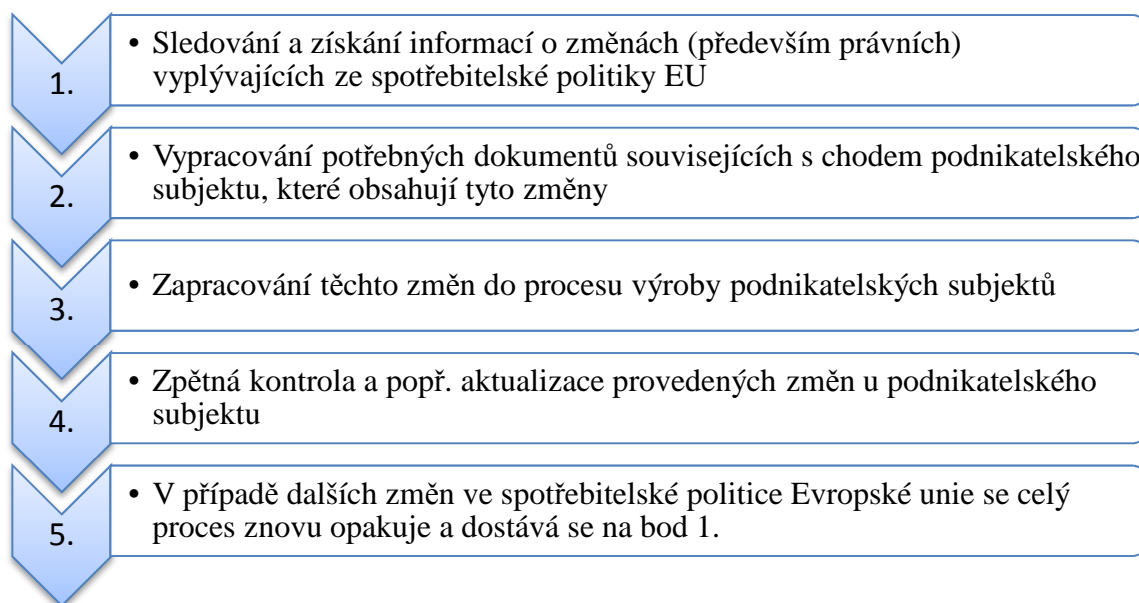 1.
• Sledování a získání informací o změnách (především právních)
vyplývajících ze spotřebitelské politiky EU
2.
• Vypracování potřebných dokumentů souvisejících s chodem podnikatelského
subjektu, které obsahují tyto změny
3.
• Zapracování těchto změn do procesu výroby podnikatelských subjektů
4.
• Zpětná kontrola a popř. aktualizace provedených změn u podnikatelského
subjektu
5.
• V případě dalších změn ve spotřebitelské politice Evropské unie se celý
proces znovu opakuje a dostává se na bod 1.